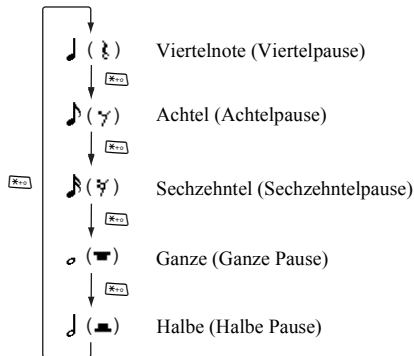 Viertelnote (Viertelpause)
Achtel (Achtelpause)
Sechzehntel (Sechzehntelpause)
Ganze (Ganze Pause)
Halbe (Halbe Pause)